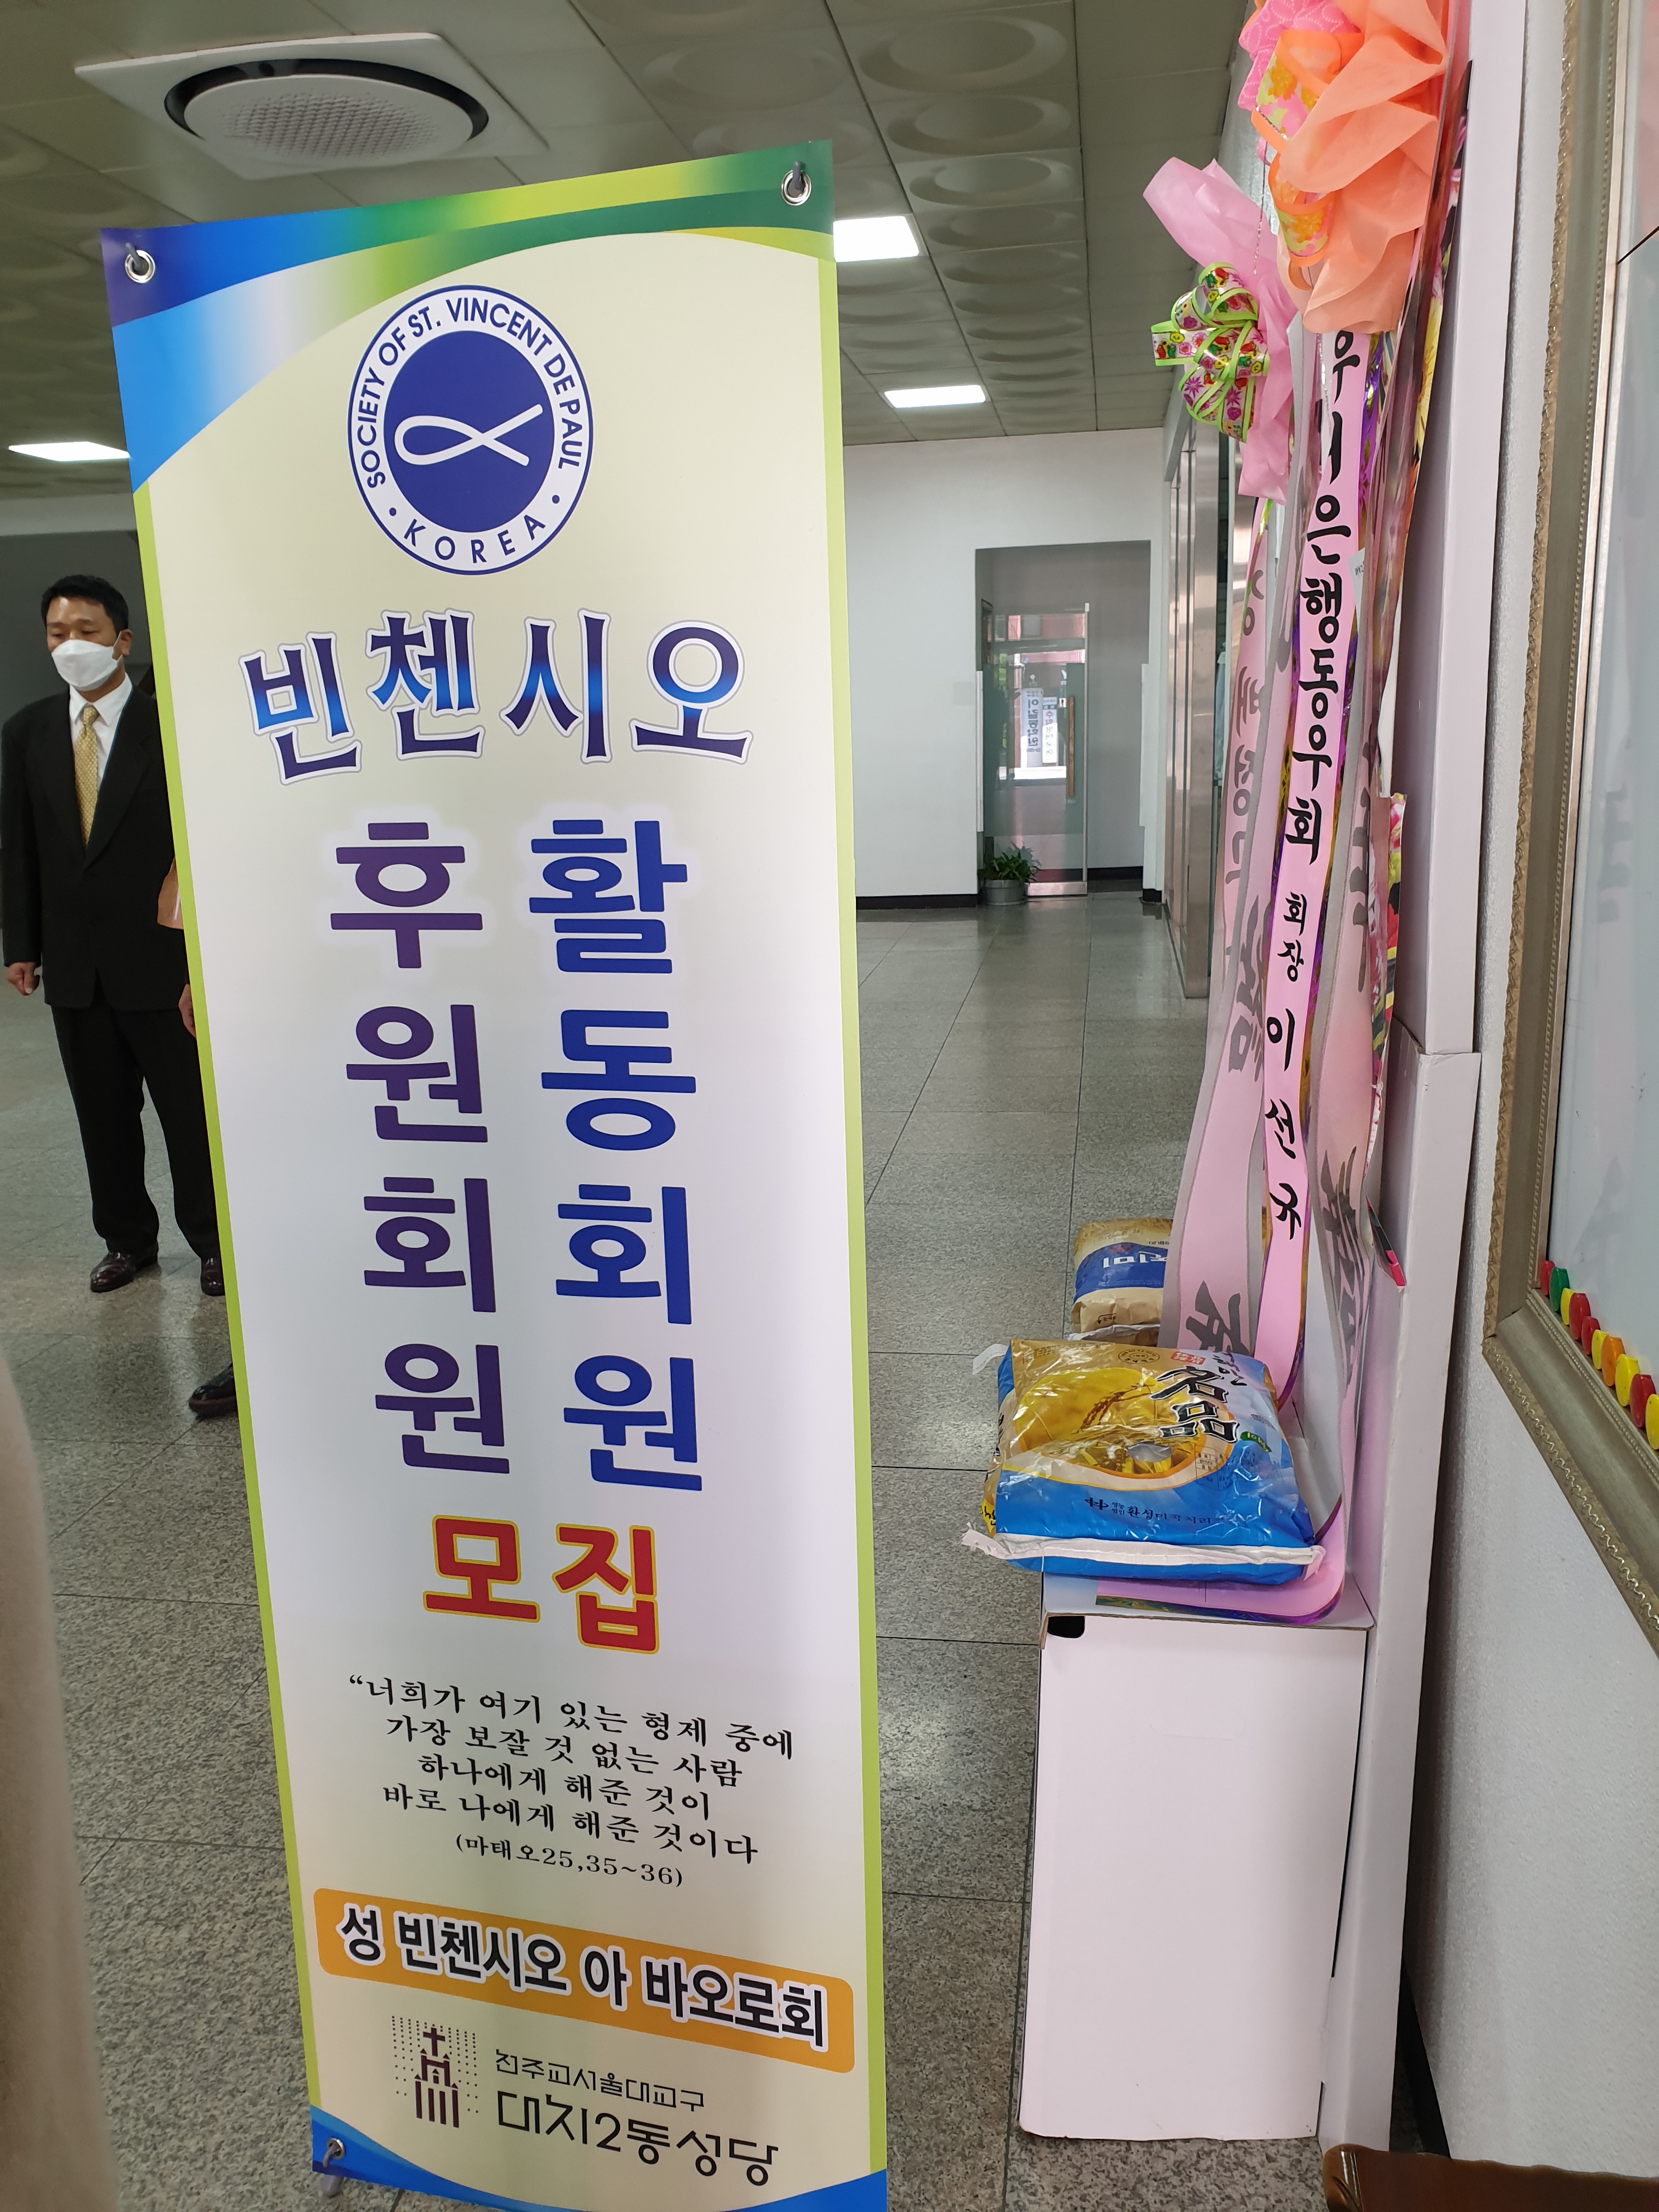 SOCIETY OF ST. VINCENT DE PAUL
• KOREA •
빈첸시오
활동회원
후원회원
모집
“너희가 여기 있는 형제 중에
가장 보잘 것 없는 사람
하나에게 해준 것이
바로 나에게 해준 것이다
(마태오25,35~36)
성 빈첸시오 아 바오로회
천주교서울대교구
대치2동성당
은행동우회 회장 이선규
名品